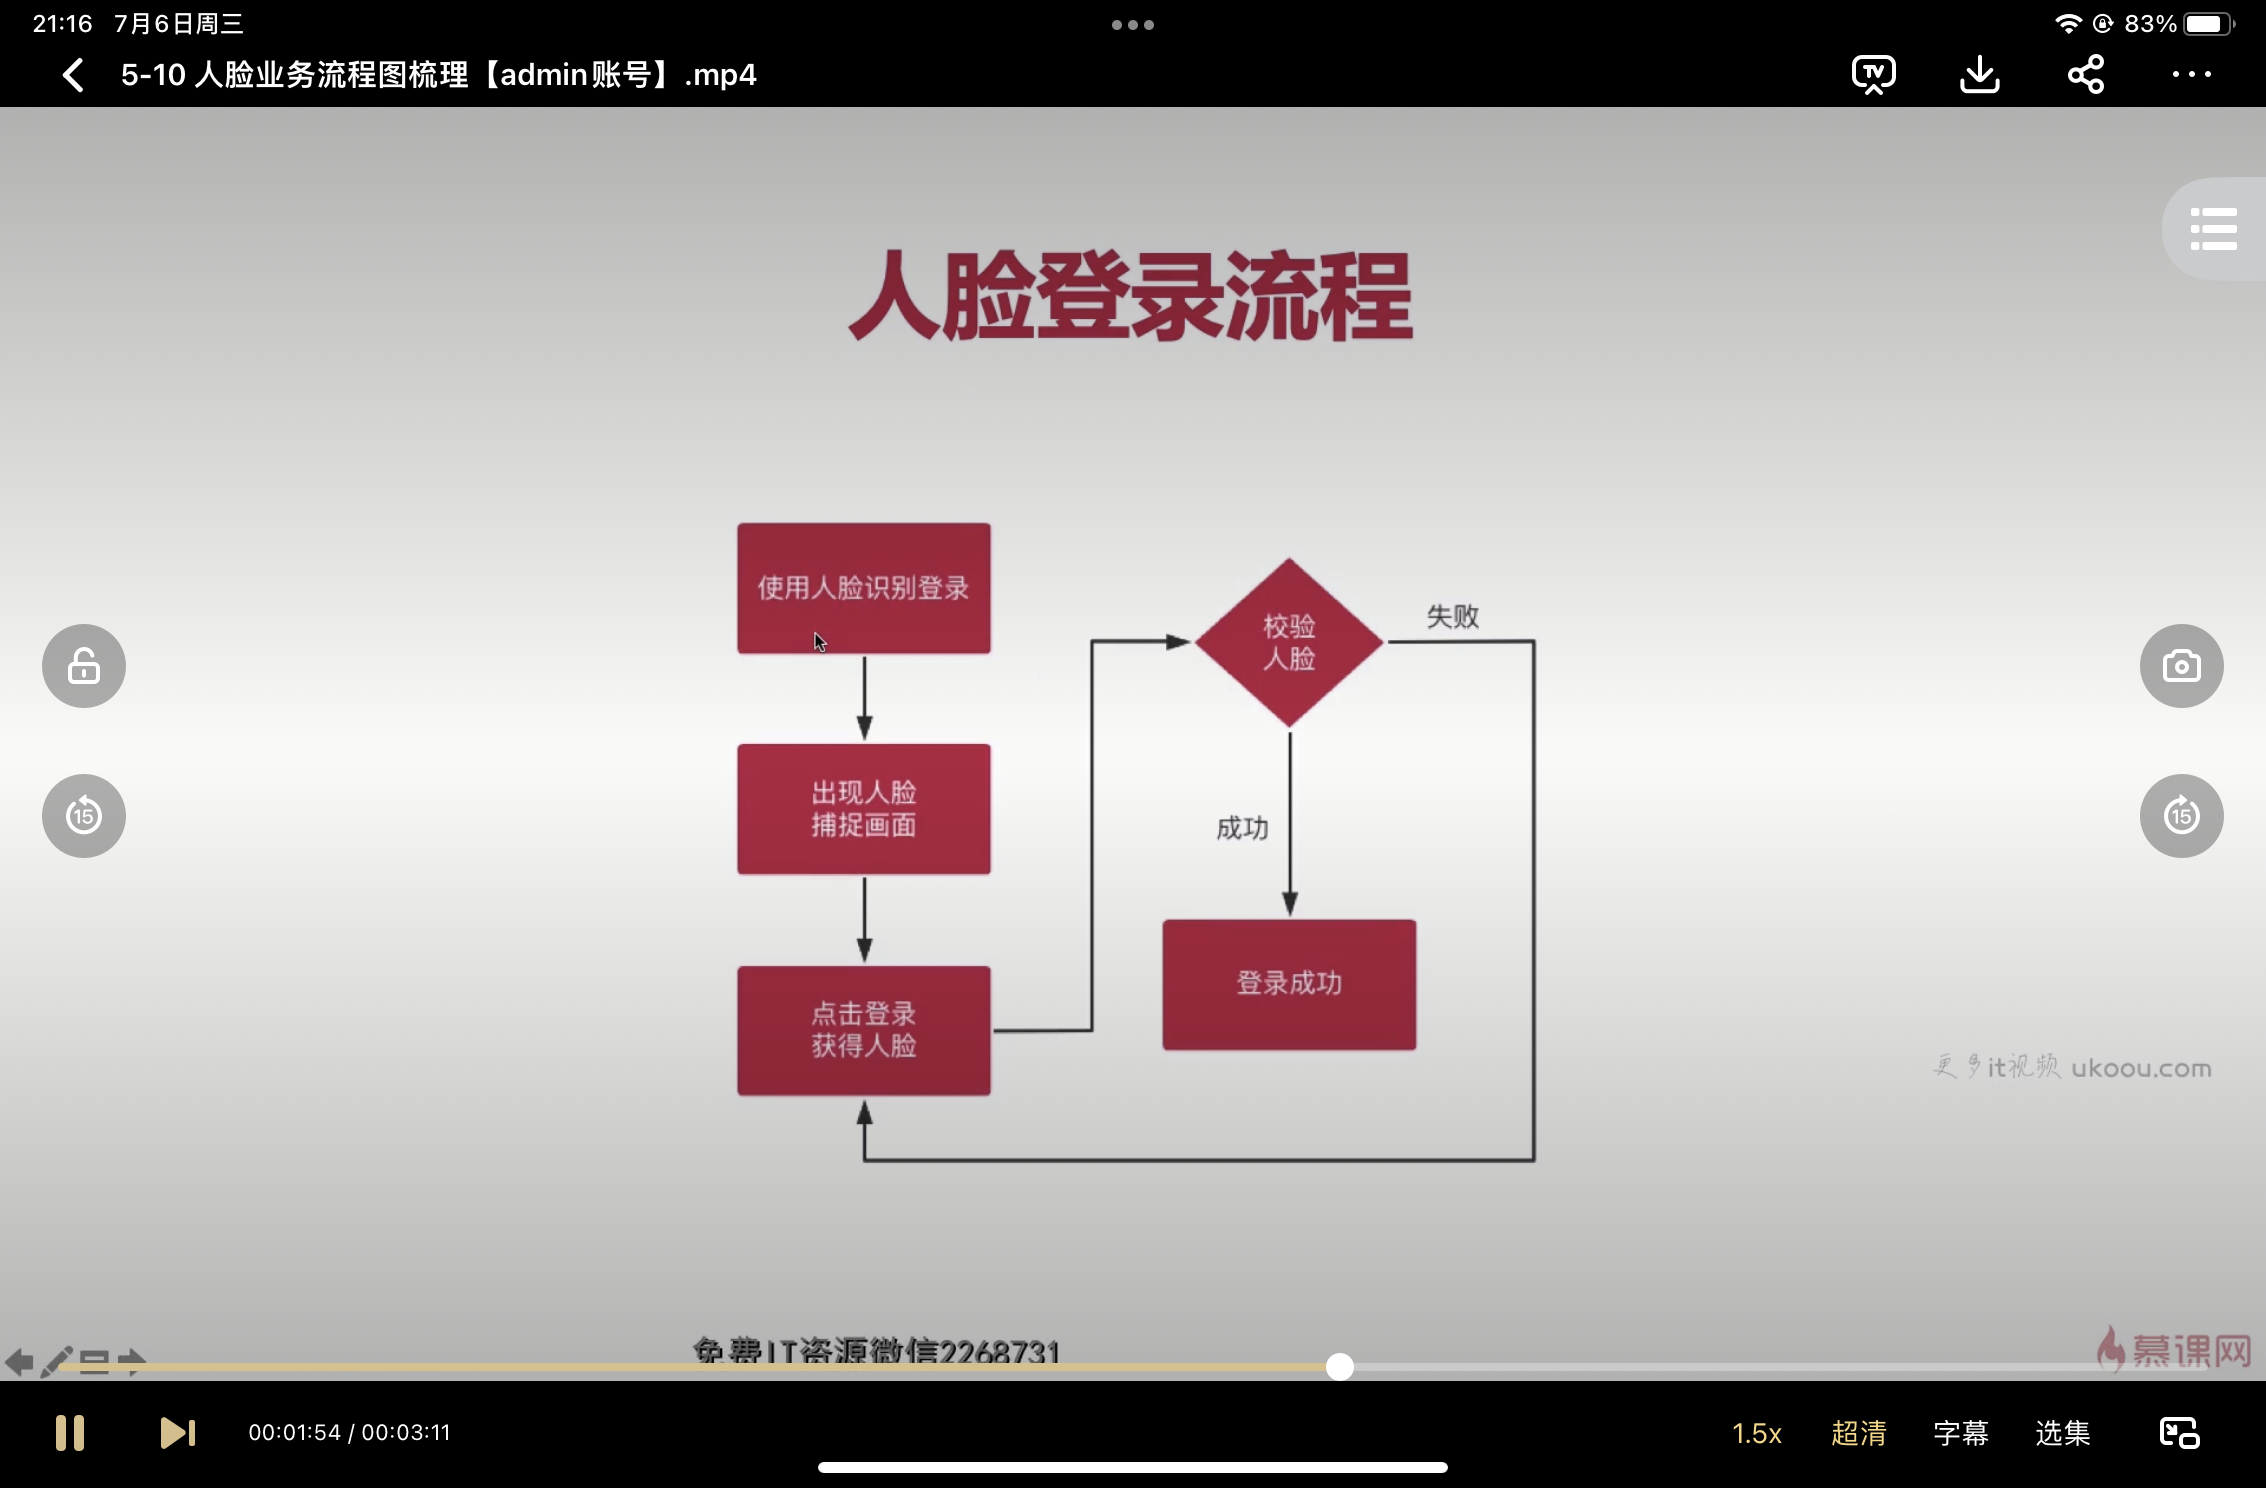 21:16 7月6日周三
83%
5-10 人脸业务流程图梳理【admin账号】.mp4
TV
人脸登录流程
使用人脸识别登录
校验
人脸
失败
出现人脸
捕捉画面
成功
点击登录
获得人脸
登录成功
15
15
更多it视频 ukoou.com
免费IT资源微信2268731
慕课网
00:01:54 / 00:03:11
1.5x 超清 字幕 选集